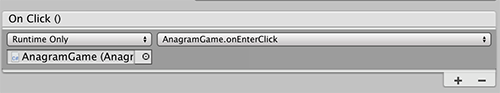 On Click ()
Runtime Only AnagramGame.onEnterClick
AnagramGame (Anagr